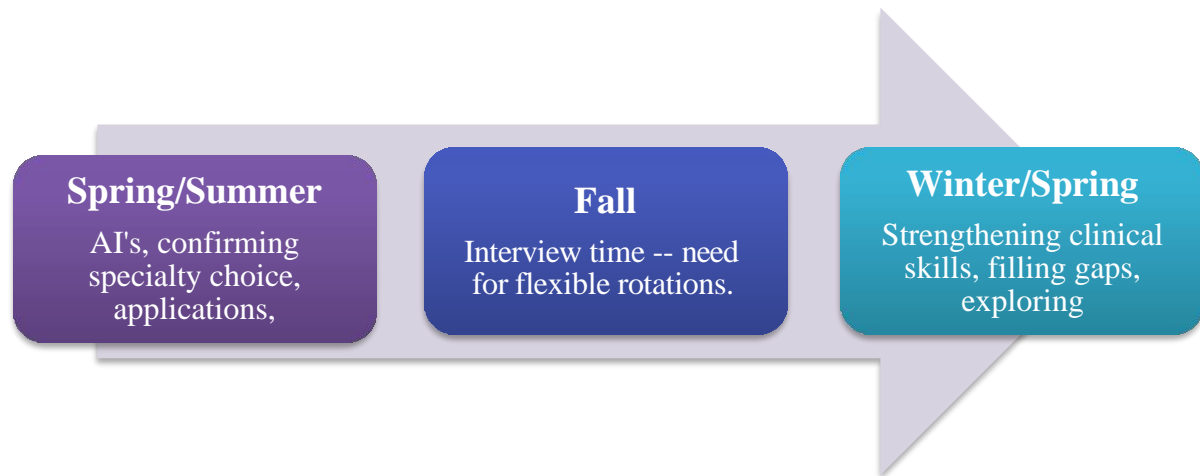 Spring/Summer
AI's, confirming
specialty choice,
applications,
Fall
Interview time -- need
for flexible rotations.
Winter/Spring
Strengthening clinical
skills, filling gaps,
exploring